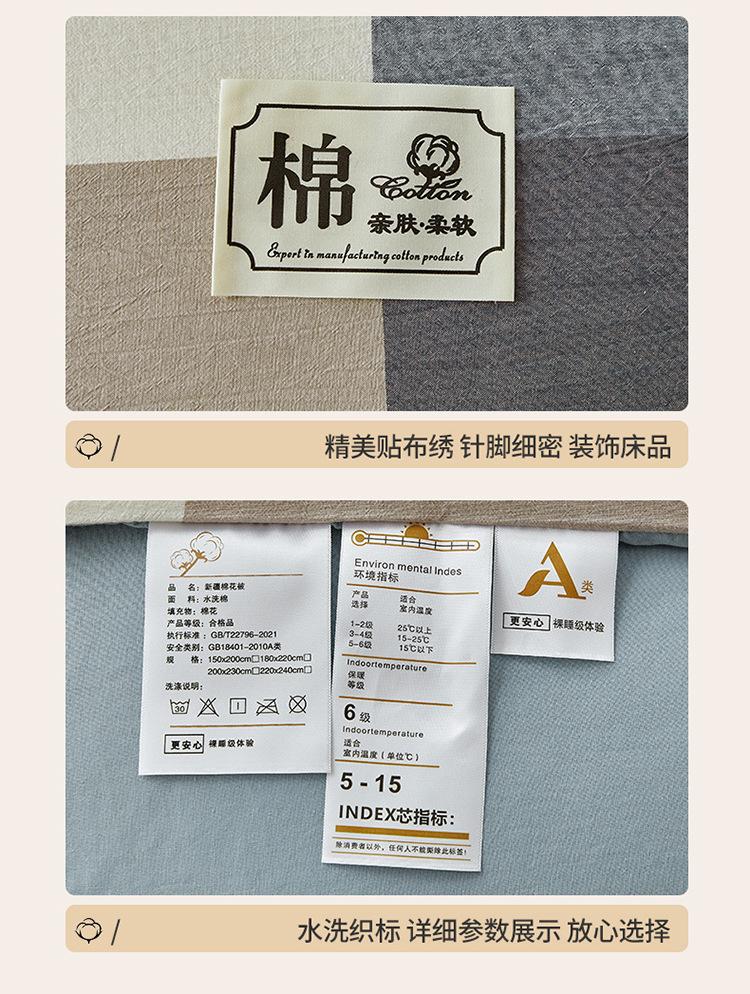 棉
Cotton
亲肤·柔软
Expert in manufacturing cotton products
/ 精美贴布绣 针脚细密 装饰床品
品 名：新疆棉花被
面 料：水洗棉
填充物：棉花
产品等级：合格品
执行标准：GB/T22796-2021
安全类别：GB18401-2010A类
规 格：150x200cm□180x220cm□
200x230cm□220x240cm□
洗涤说明：
30
更安心 裸睡级体验
Environ mental Indes
环境指标
产品 适合
选择 室内温度
1-2级 25℃以上
3-4级 15-25℃
5-6级 15℃以下
Indoortemperature
保暖
等级
6 级
Indoortemperature
适合
室内温度（单位℃）
5 - 15
INDEX芯指标：
除消费者以外，任何人不能撕除此标签！
A类
更安心 裸睡级体验
/ 水洗织标 详细参数展示 放心选择